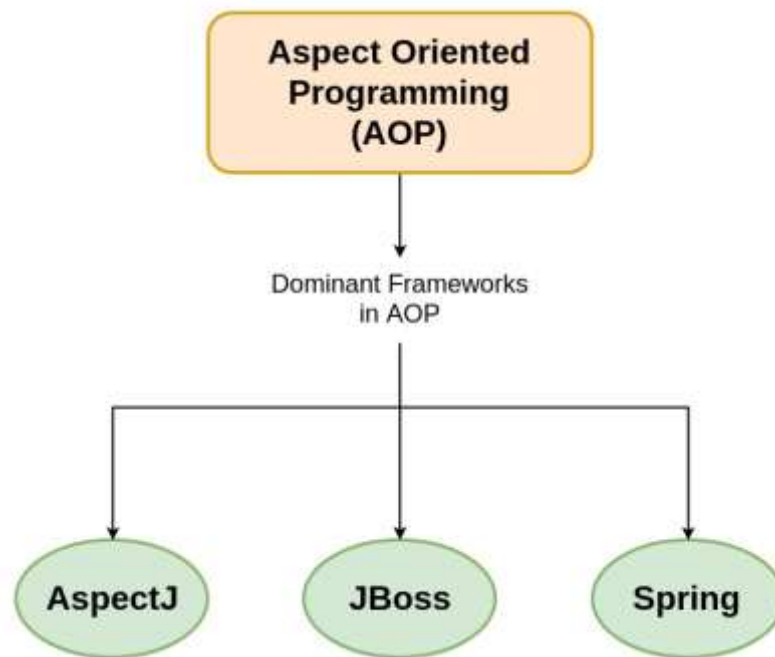 Aspect Oriented
Programming
(AOP)
Dominant Frameworks
in AOP
AspectJ
JBoss
Spring